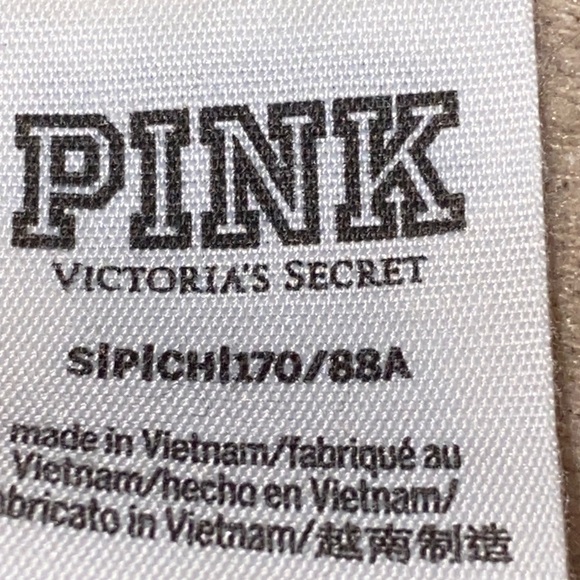 PINK
VICTORIA'S SECRET
S|P|CH|170/88A
made in Vietnam/fabriqué au
Vietnam/hecho en Vietnam/
abricato in Vietnam/越南制造